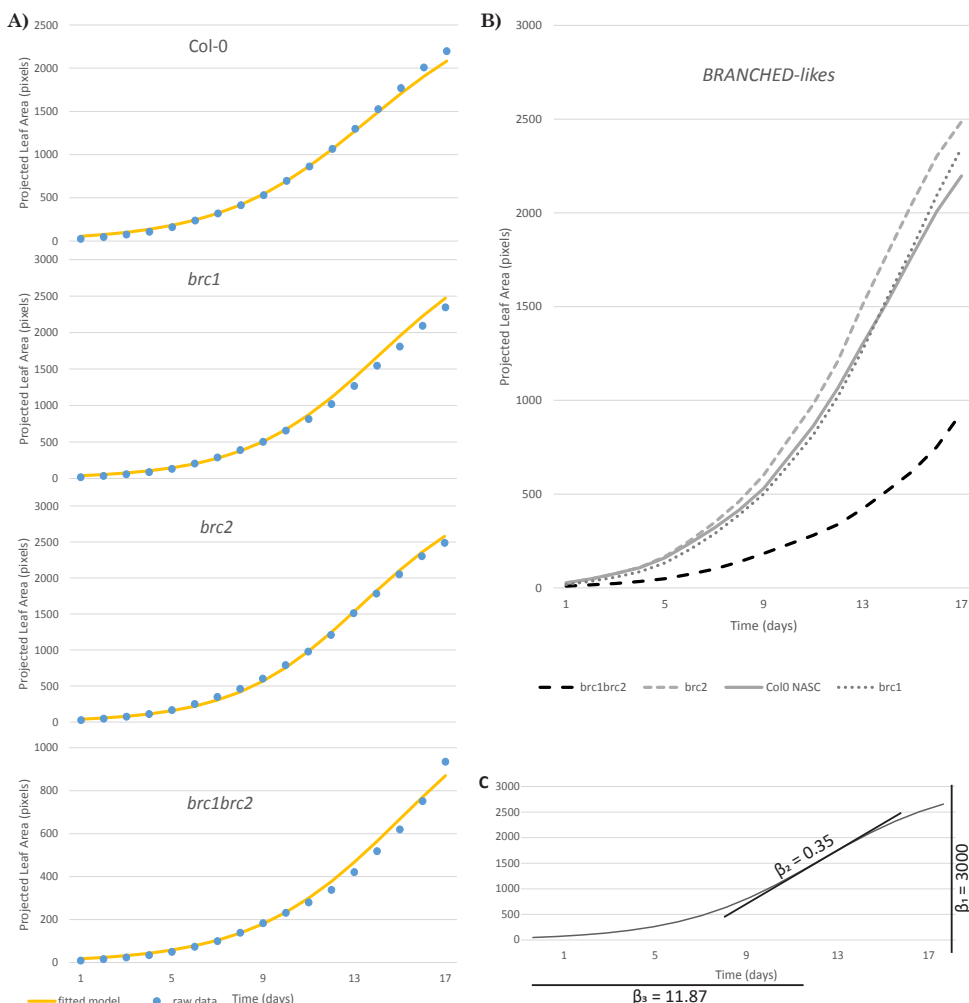 A)
Col-0
Projected Leaf Area (pixels)
2500
2000
1500
1000
500
0
brc1
Projected Leaf Area (pixels)
3000
2500
2000
1500
1000
500
0
brc2
Projected Leaf Area (pixels)
3000
2500
2000
1500
1000
500
0
brc1brc2
Projected Leaf Area (pixels)
1000
800
600
400
200
0
1 5 9 13 17
fitted model raw data Time (days)
B)
BRANCHED-likes
Projected Leaf Area (pixels)
3000
2500
2000
1500
1000
500
0
1 5 9 13 17
Time (days)
brc1brc2 brc2 Col0 NASC brc1
C
3000
2500
2000
1500
1000
500
0
β₂ = 0.35
β₁ = 3000
1 5 9 13 17
Time (days)
β₃ = 11.87